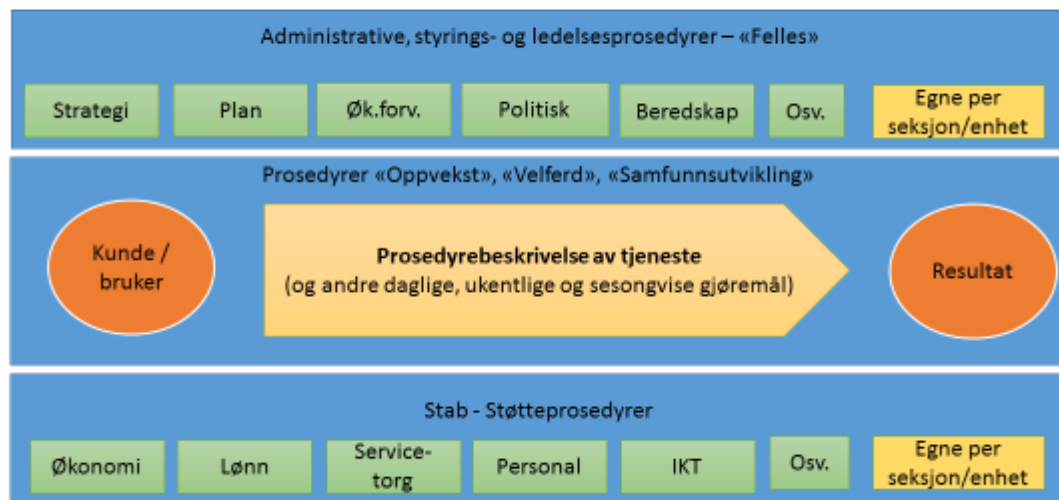 Administrative, styrings- og ledelsesprosedyrer – «Felles»
Strategi
Plan
Øk.forv.
Politisk
Beredskap
Osv.
Egne per
seksjon/enhet
Prosedyrer «Oppvekst», «Velferd», «Samfunnsutvikling»
Kunde /
bruker
Prosedyrebeskrivelse av tjeneste
(og andre daglige, ukentlige og sesongvise gjøremål)
Resultat
Stab - Støtteprosedyrer
Økonomi
Lønn
Service-
torg
Personal
IKT
Osv.
Egne per
seksjon/enhet